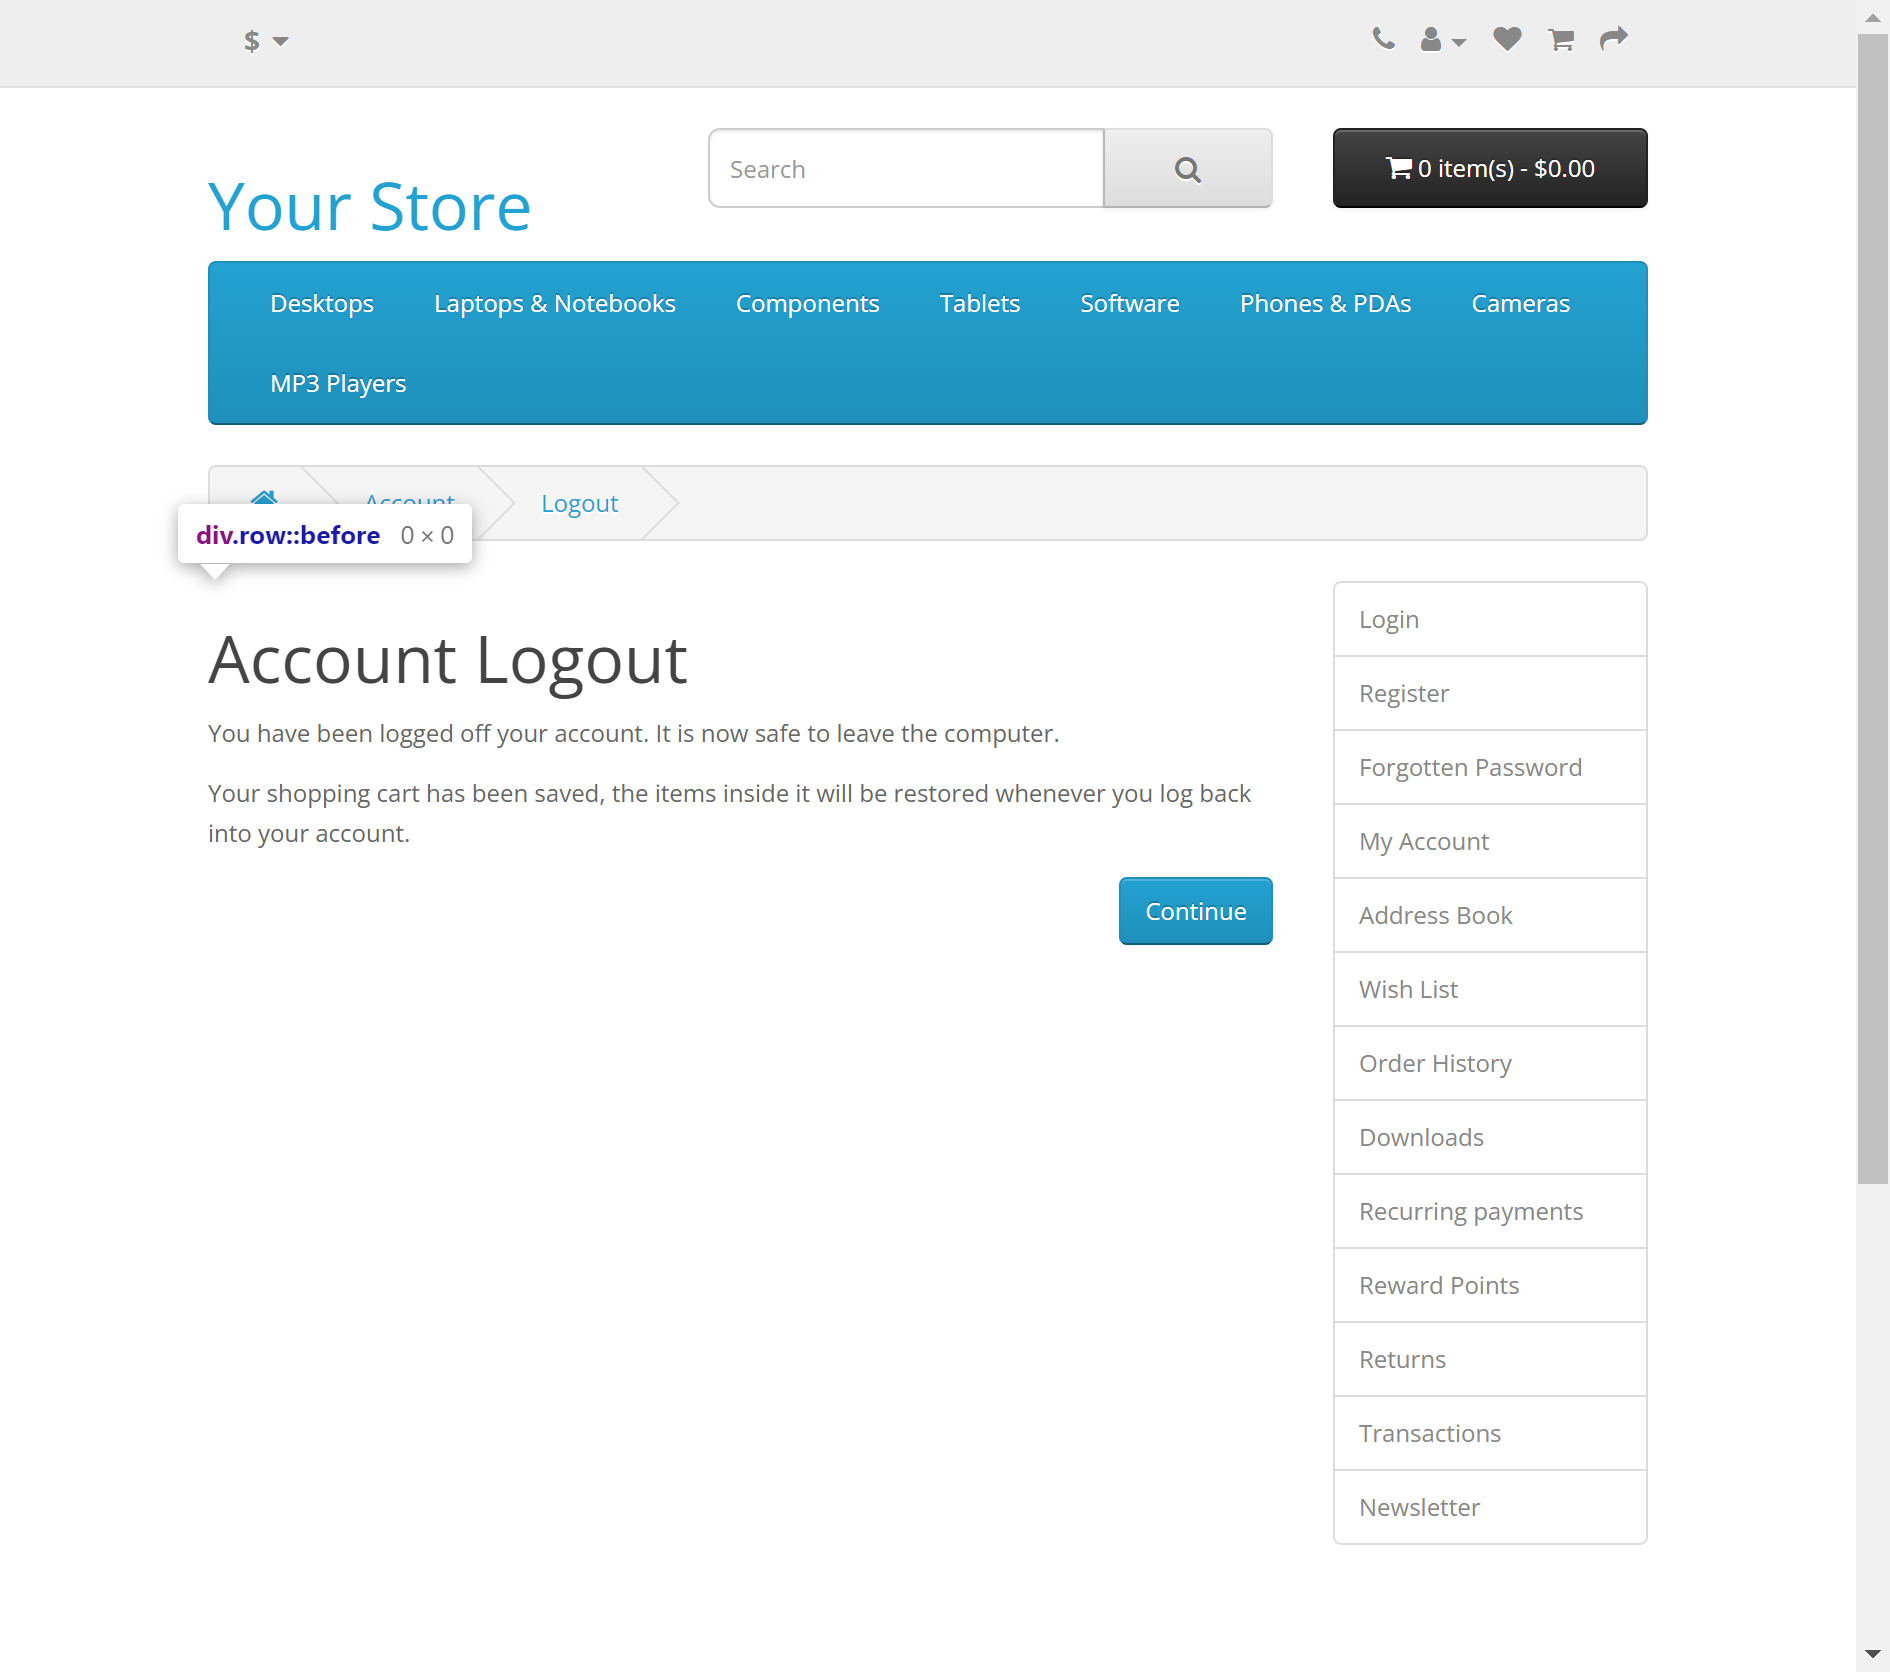 $
Search
0 item(s) - $0.00
Your Store
Desktops Laptops & Notebooks Components Tablets Software Phones & PDAs Cameras
MP3 Players
Account Logout
div.row::before 0 × 0
Account Logout
You have been logged off your account. It is now safe to leave the computer.
Your shopping cart has been saved, the items inside it will be restored whenever you log back
into your account.
Continue
Login
Register
Forgotten Password
My Account
Address Book
Wish List
Order History
Downloads
Recurring payments
Reward Points
Returns
Transactions
Newsletter